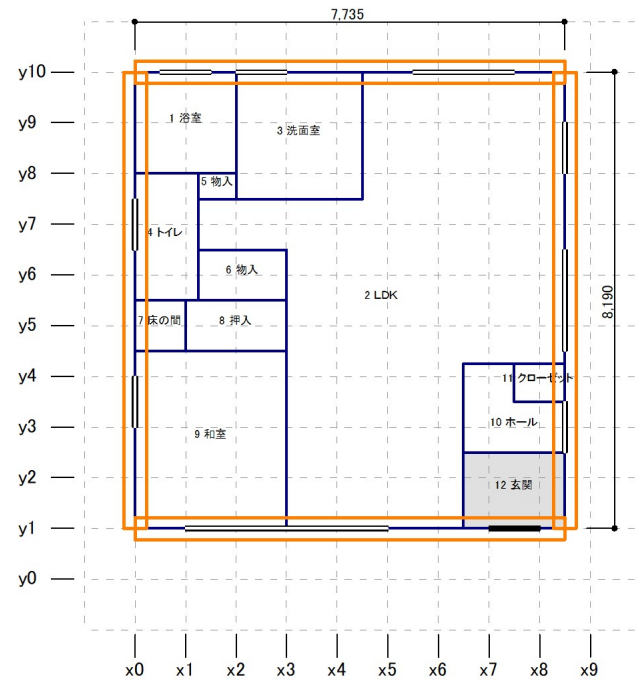 7,735
y10
1 浴室
y9
3 洗面室
y8
5 物入
y7
4 トイレ
6 物入
y6
2 LDK
8,190
7 床の間
8 押入
y5
y4
11 クローゼット
10 ホール
y3
9 和室
12 玄関
y2
y1
y0
x0 x1 x2 x3 x4 x5 x6 x7 x8 x9